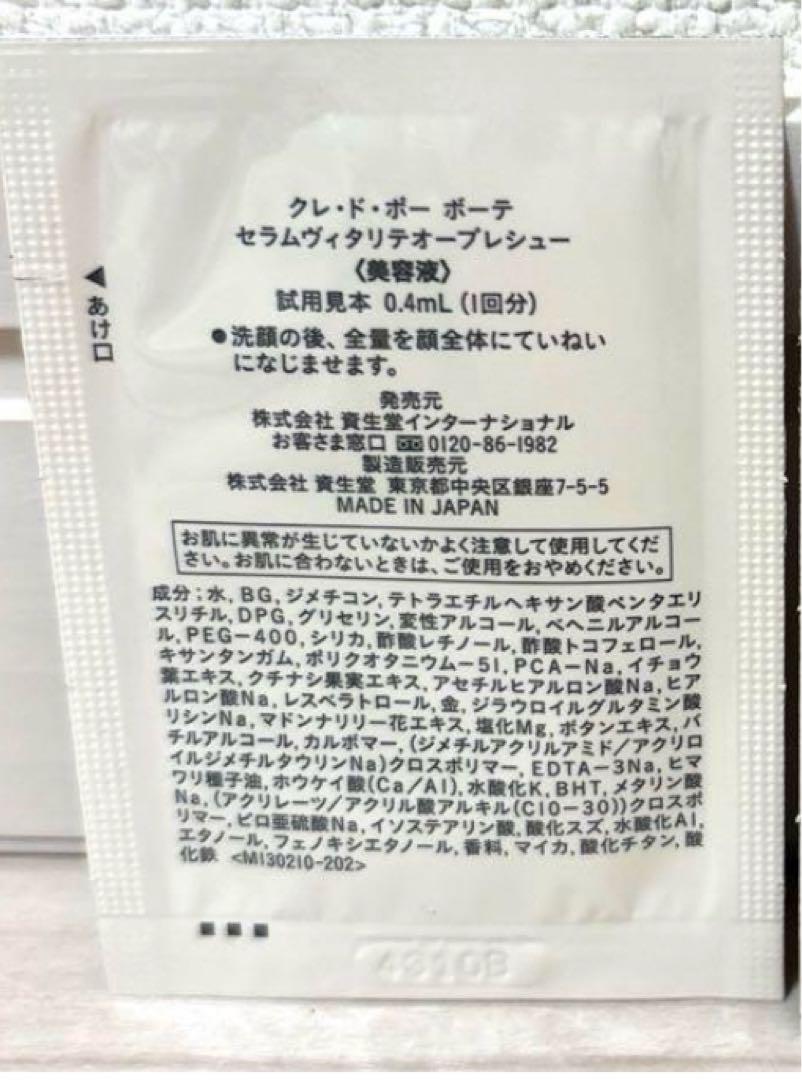 クレ・ド・ポー ボーテ
セラムヴィタリテオープレシュー
〈美容液〉
試用見本 0.4mL (1回分)
◀あけ口
●洗顔の後、全量を顔全体にていねい
になじませます。
発売元
株式会社 資生堂インターナショナル
お客さま窓口 0120-86-1982
製造販売元
株式会社 資生堂 東京都中央区銀座7-5-5
MADE IN JAPAN
お肌に異常が生じていないかよく注意して使用してくだ
さい。お肌に合わないときは、ご使用をおやめください。
成分：水, BG, ジメチコン, テトラエチルヘキサン酸ペンタエリ
スリチル, DPG, グリセリン, 変性アルコール, ベヘニルアルコー
ル, PEG-400, シリカ, 酢酸レチノール, 酢酸トコフェロール,
キサンタンガム, ポリクオタニウム-51, PCA-Na, イチョウ
葉エキス, クチナシ果実エキス, アセチルヒアルロン酸Na, ヒア
ルロン酸Na, レスベラトロール, 金, ジラウロイルグルタミン酸
リシンNa, マドンナリリー花エキス, 塩化Mg, ボタンエキス, バ
チルアルコール, カルボマー, (ジメチルアクリルアミド/アクリロ
イルジメチルタウリンNa)クロスポリマー, EDTA-3Na, ヒマ
ワリ種子油, ホウケイ酸(Ca/Al), 水酸化K, BHT, メタリン酸
Na, (アクリレーツ/アクリル酸アルキル(C10-30))クロスポ
リマー, ピロ亜硫酸Na, イソステアリン酸, 酸化スズ, 水酸化Al,
エタノール, フェノキシエタノール, 香料, マイカ, 酸化チタン, 酸
化鉄 <M130210-202>
4310B